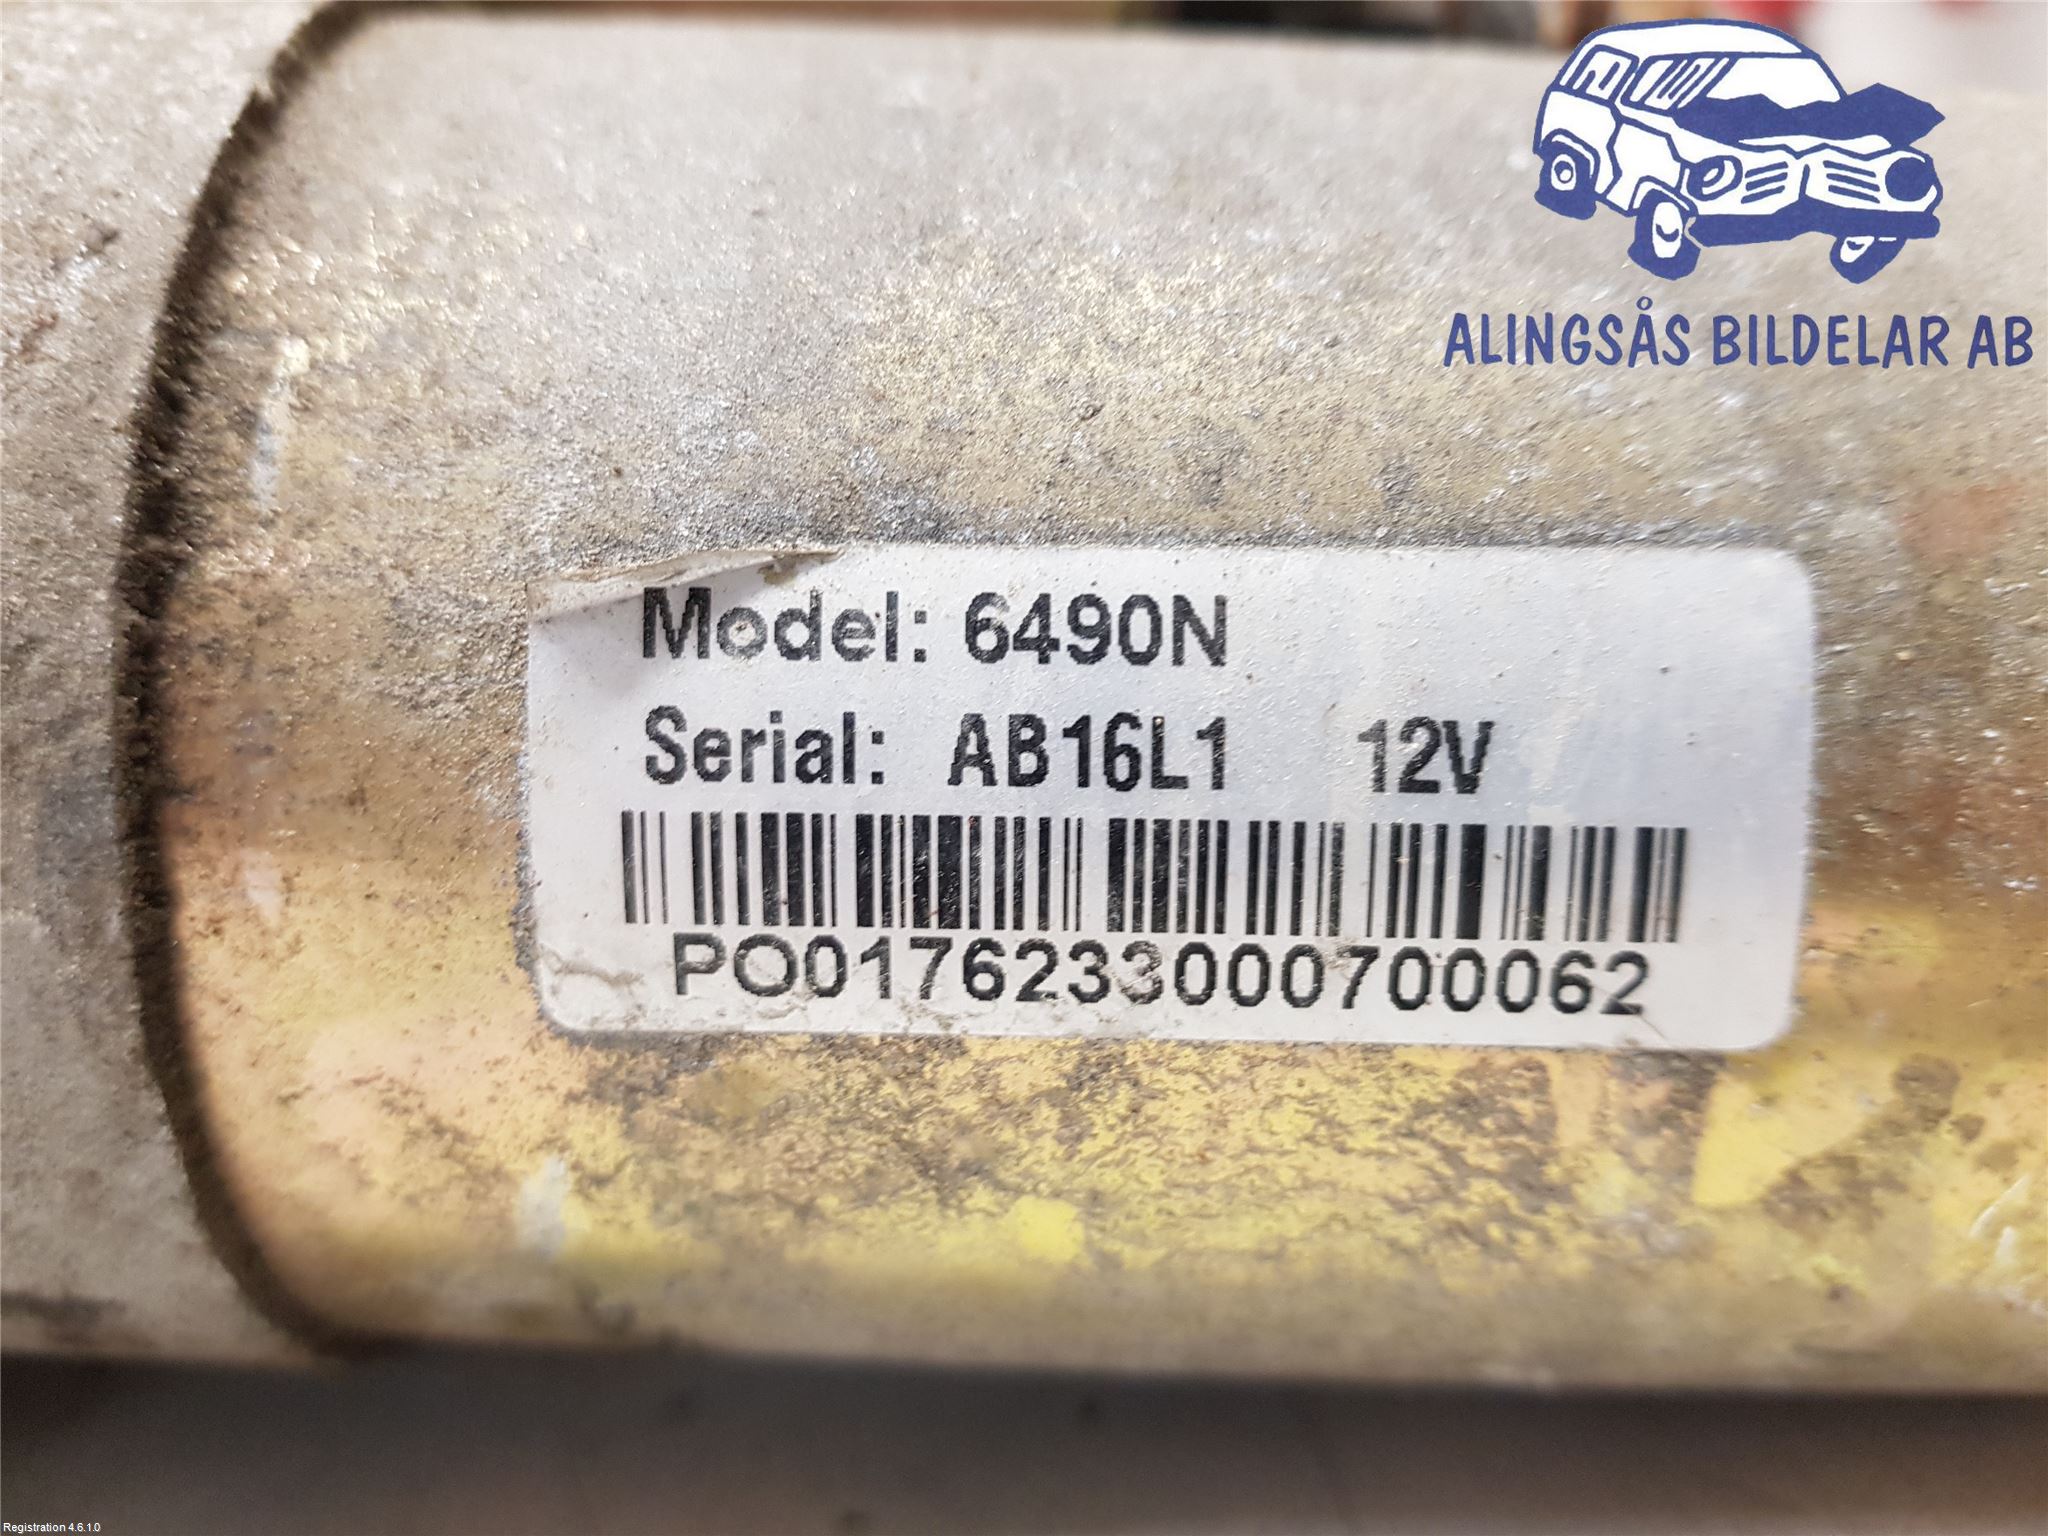 ALINGSÅS BILDELAR AB
Model: 6490N
Serial: AB16L1 12V
PO0176233000700062
Registration 4.6.1.0